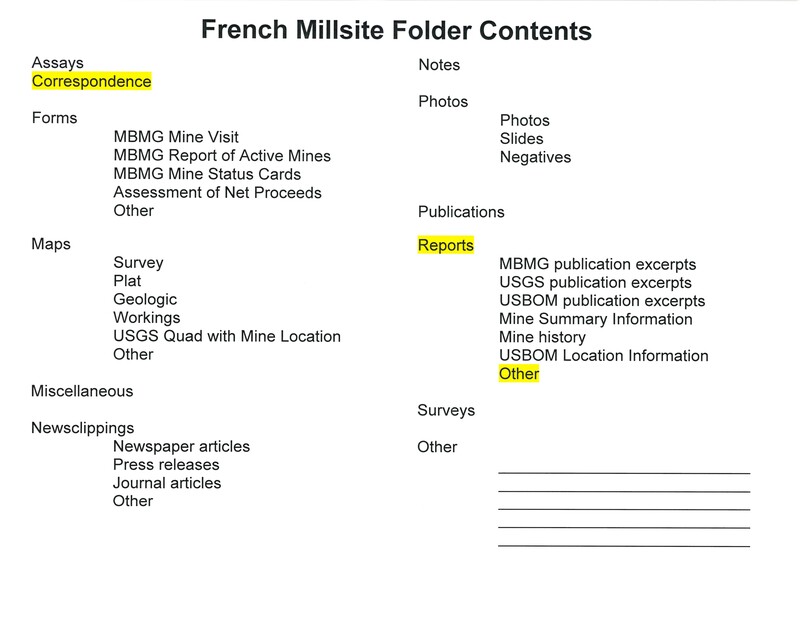 French Millsite Folder Contents
Assays
Correspondence
Forms
MBMG Mine Visit
MBMG Report of Active Mines
MBMG Mine Status Cards
Assessment of Net Proceeds
Other
Maps
Survey
Plat
Geologic
Workings
USGS Quad with Mine Location
Other
Miscellaneous
Newsclippings
Newspaper articles
Press releases
Journal articles
Other
Notes
Photos
Photos
Slides
Negatives
Publications
Reports
MBMG publication excerpts
USGS publication excerpts
USBOM publication excerpts
Mine Summary Information
Mine history
USBOM Location Information
Other
Surveys
Other